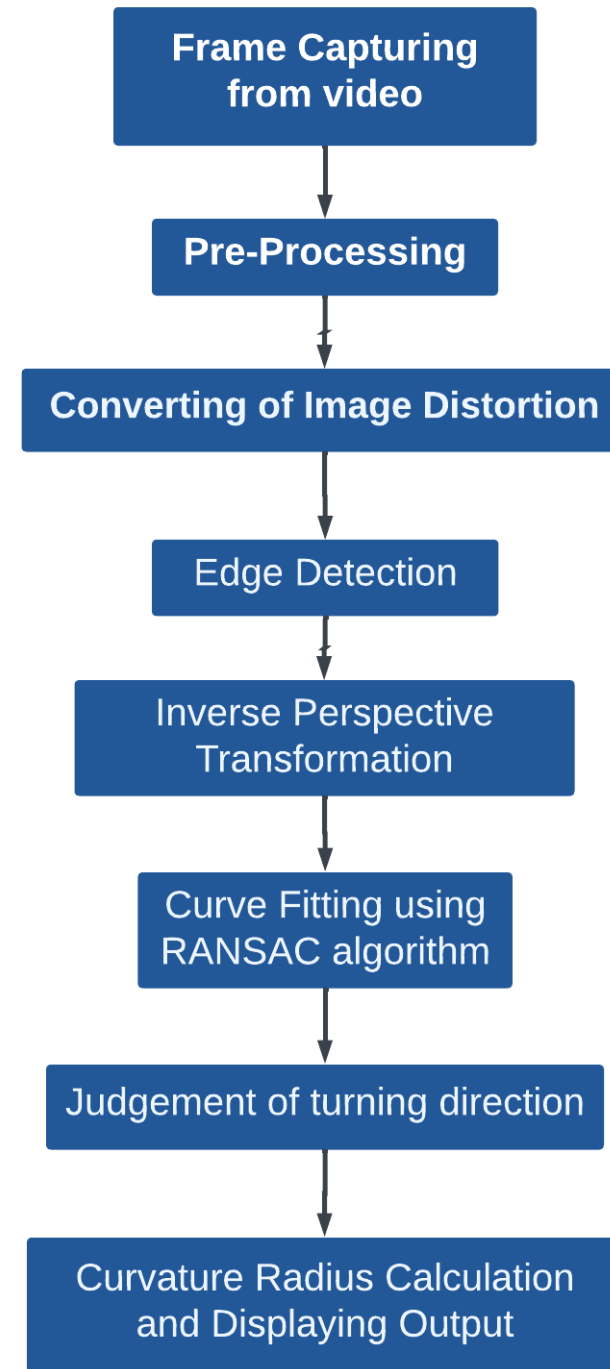 Frame Capturing
from video
Pre-Processing
Converting of Image Distortion
Edge Detection
Inverse Perspective
Transformation
Curve Fitting using
RANSAC algorithm
Judgement of turning direction
Curvature Radius Calculation
and Displaying Output